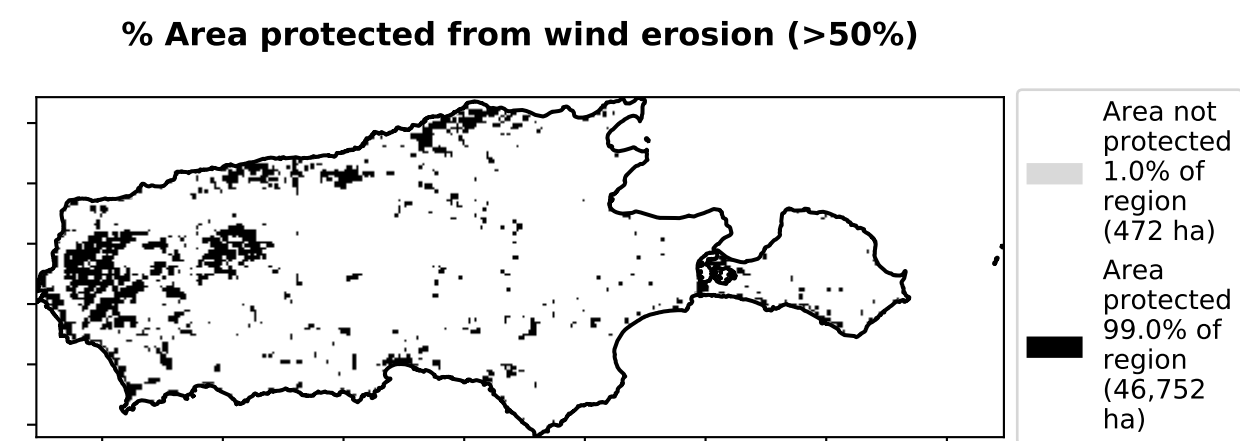 % Area protected from wind erosion (>50%)
Area not
protected
1.0% of
region
(472 ha)
Area
protected
99.0% of
region
(46,752
ha)